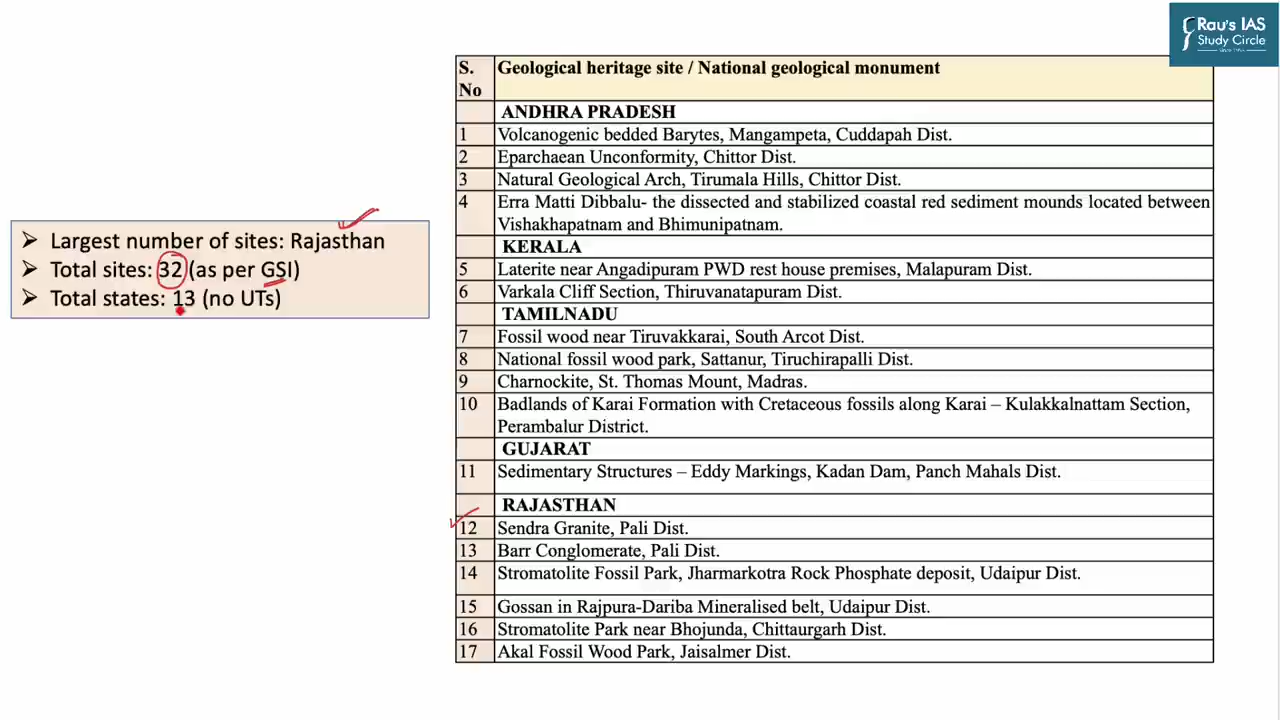 Rau's IAS
Study Circle
➢ Largest number of sites: Rajasthan
➢ Total sites: 32 (as per GSI)
➢ Total states: 13 (no UTs)
S. No Geological heritage site / National geological monument
ANDHRA PRADESH
1 Volcanogenic bedded Barytes, Mangampeta, Cuddapah Dist.
2 Eparchaean Unconformity, Chittor Dist.
3 Natural Geological Arch, Tirumala Hills, Chittor Dist.
4 Erra Matti Dibbalu- the dissected and stabilized coastal red sediment mounds located between
Vishakhapatnam and Bhimunipatnam.
KERALA
5 Laterite near Angadipuram PWD rest house premises, Malapuram Dist.
6 Varkala Cliff Section, Thiruvanatapuram Dist.
TAMILNADU
7 Fossil wood near Tiruvakkarai, South Arcot Dist.
8 National fossil wood park, Sattanur, Tiruchirapalli Dist.
9 Charnockite, St. Thomas Mount, Madras.
10 Badlands of Karai Formation with Cretaceous fossils along Karai – Kulakkalnattam Section,
Perambalur District.
GUJARAT
11 Sedimentary Structures – Eddy Markings, Kadan Dam, Panch Mahals Dist.
RAJASTHAN
12 Sendra Granite, Pali Dist.
13 Barr Conglomerate, Pali Dist.
14 Stromatolite Fossil Park, Jharmarkotra Rock Phosphate deposit, Udaipur Dist.
15 Gossan in Rajpura-Dariba Mineralised belt, Udaipur Dist.
16 Stromatolite Park near Bhojunda, Chittaurgarh Dist.
17 Akal Fossil Wood Park, Jaisalmer Dist.